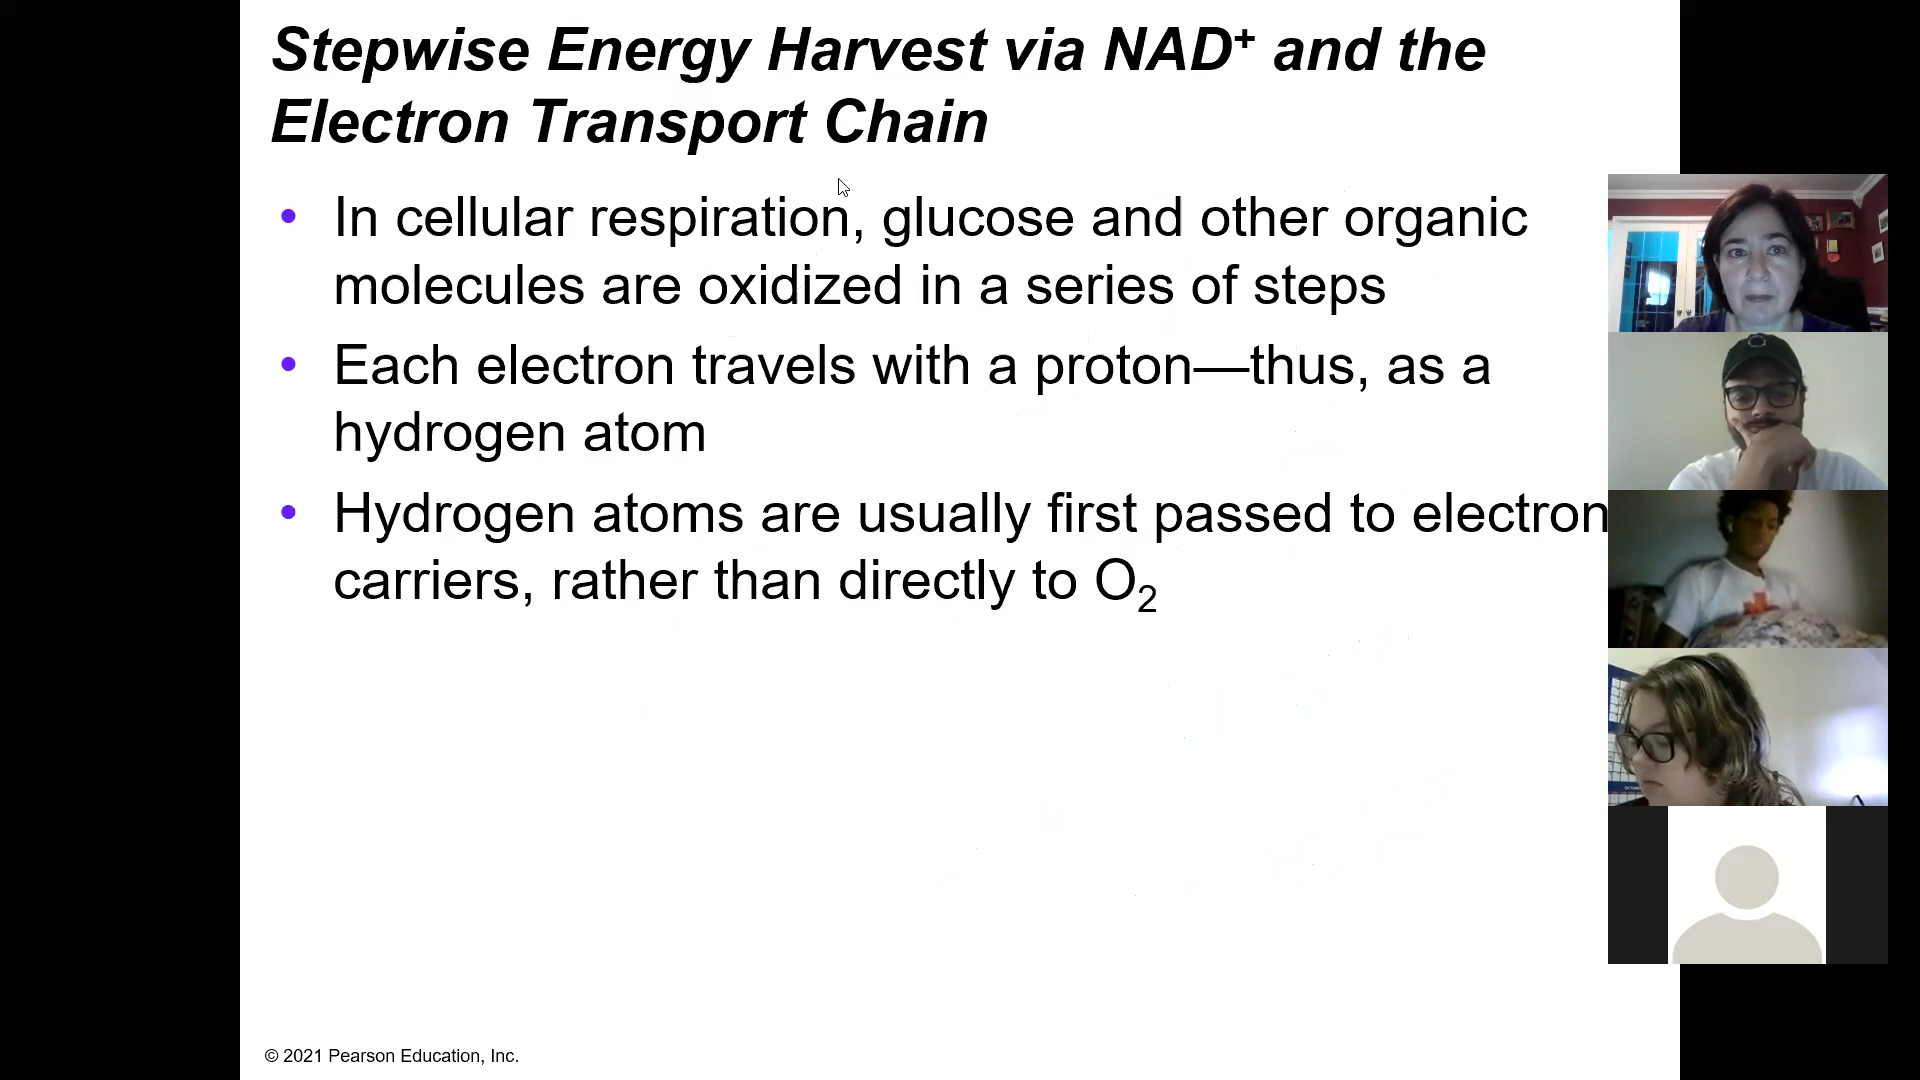 Stepwise Energy Harvest via NAD⁺ and the
Electron Transport Chain
• In cellular respiration, glucose and other organic
molecules are oxidized in a series of steps
• Each electron travels with a proton—thus, as a
hydrogen atom
• Hydrogen atoms are usually first passed to electron
carriers, rather than directly to O₂
© 2021 Pearson Education, Inc.